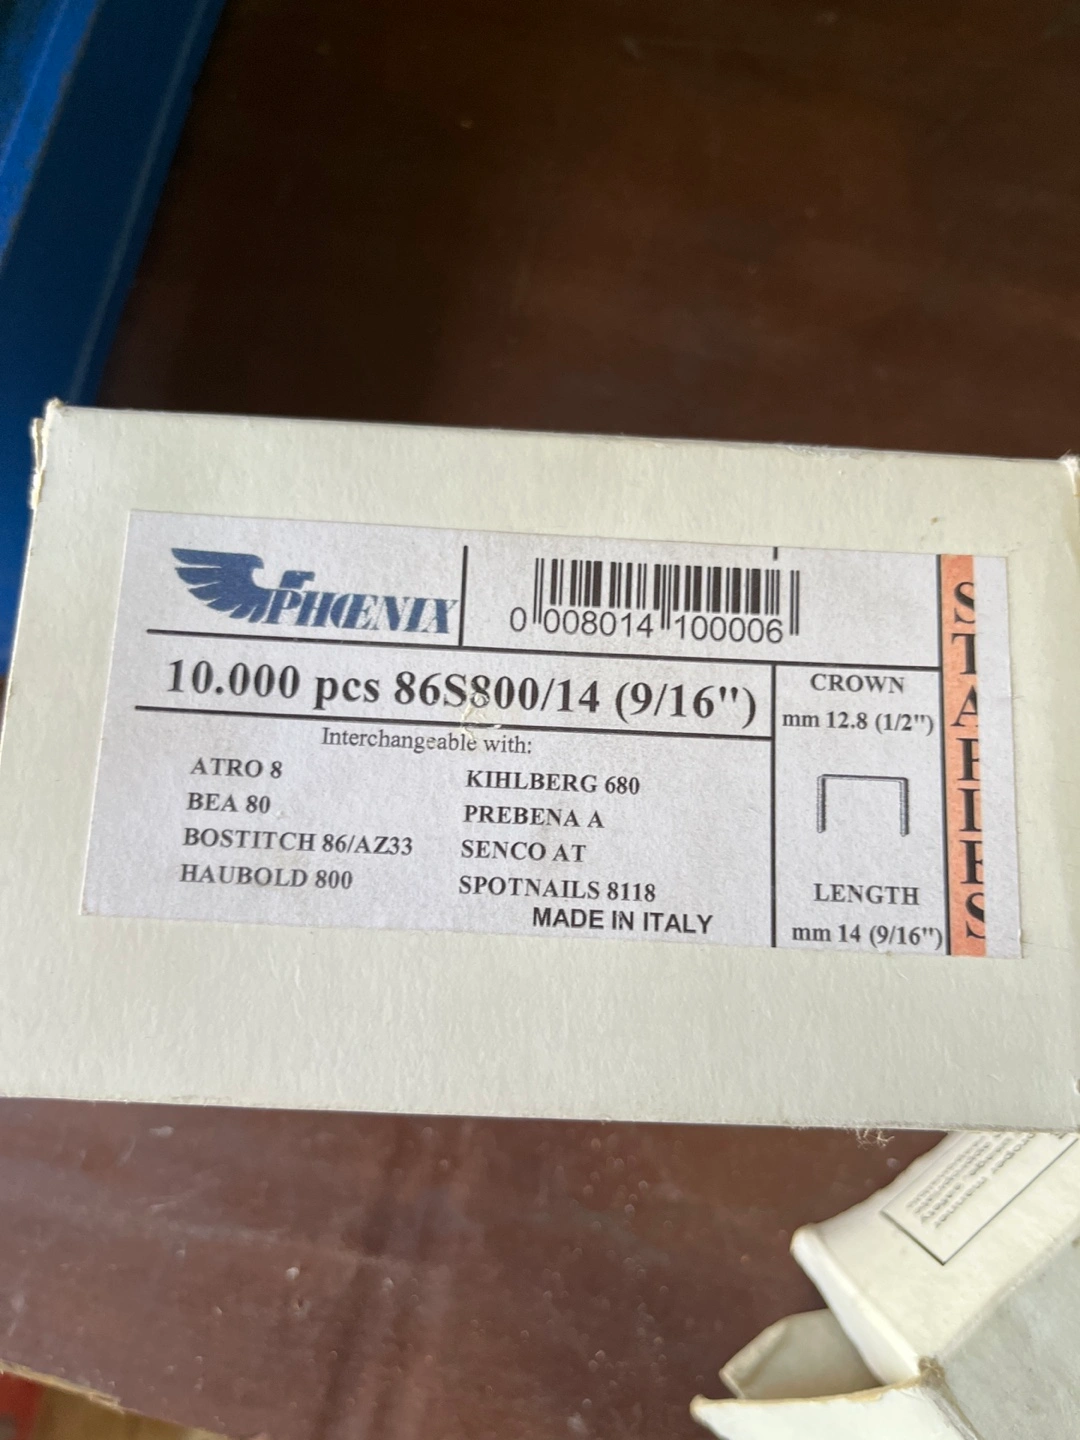 PHŒNIX
0 008014 100006
10.000 pcs 86S800/14 (9/16")
Interchangeable with:
ATRO 8
BEA 80
BOSTITCH 86/AZ33
HAUBOLD 800
KIHLBERG 680
PREBENA A
SENCO AT
SPOTNAILS 8118
MADE IN ITALY
CROWN
mm 12.8 (1/2")
LENGTH
mm 14 (9/16")
STAPLES
proper manner